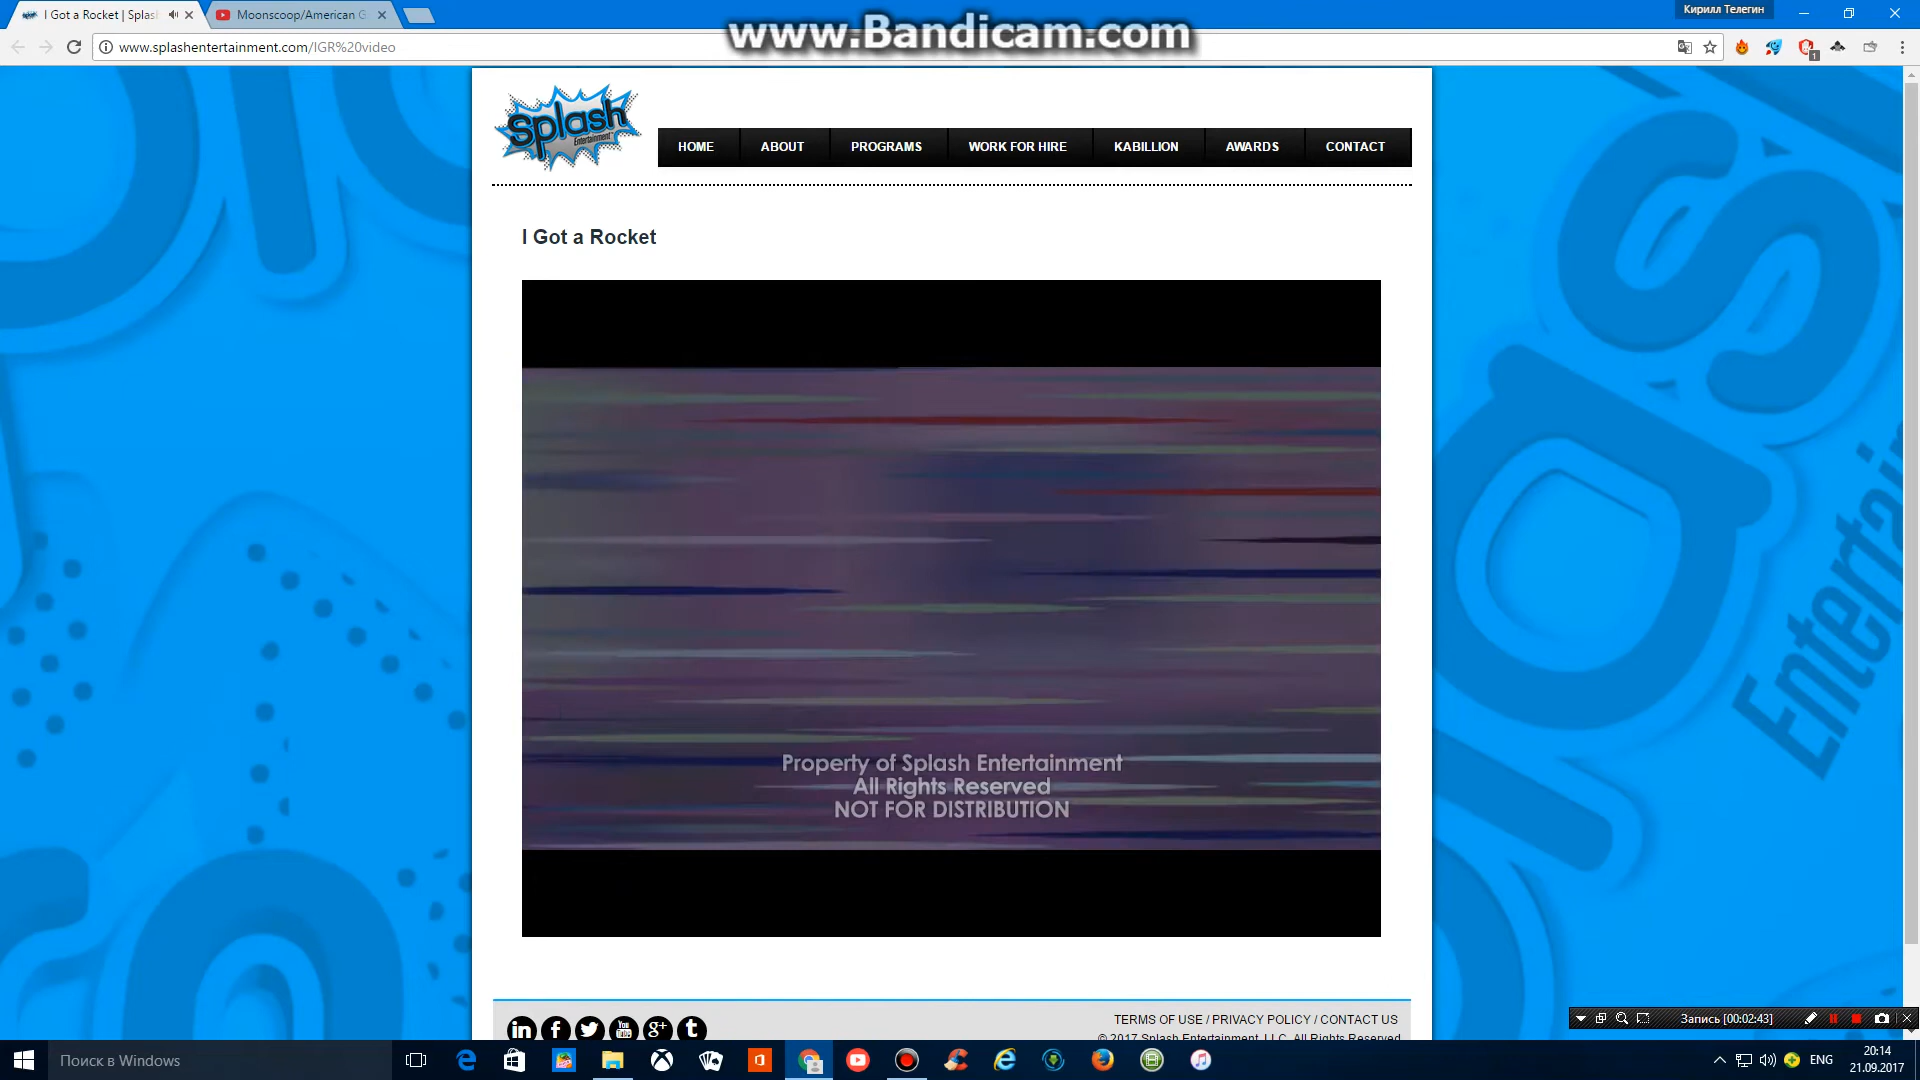 I Got a Rocket | Splas
Moonscoop/American G
www.Bandicam.com
Кирилл Телегин
www.splashentertainment.com/IGR%20video
1
Splash
Entertainment
HOME
ABOUT
PROGRAMS
WORK FOR HIRE
KABILLION
AWARDS
CONTACT
I Got a Rocket
Property of Splash Entertainment
All Rights Reserved
NOT FOR DISTRIBUTION
TERMS OF USE / PRIVACY POLICY / CONTACT US
© 2017 Splash Entertainment, LLC. All Rights Reserved
Запись [00:02:43]
Поиск в Windows
ENG
20:14
21.09.2017